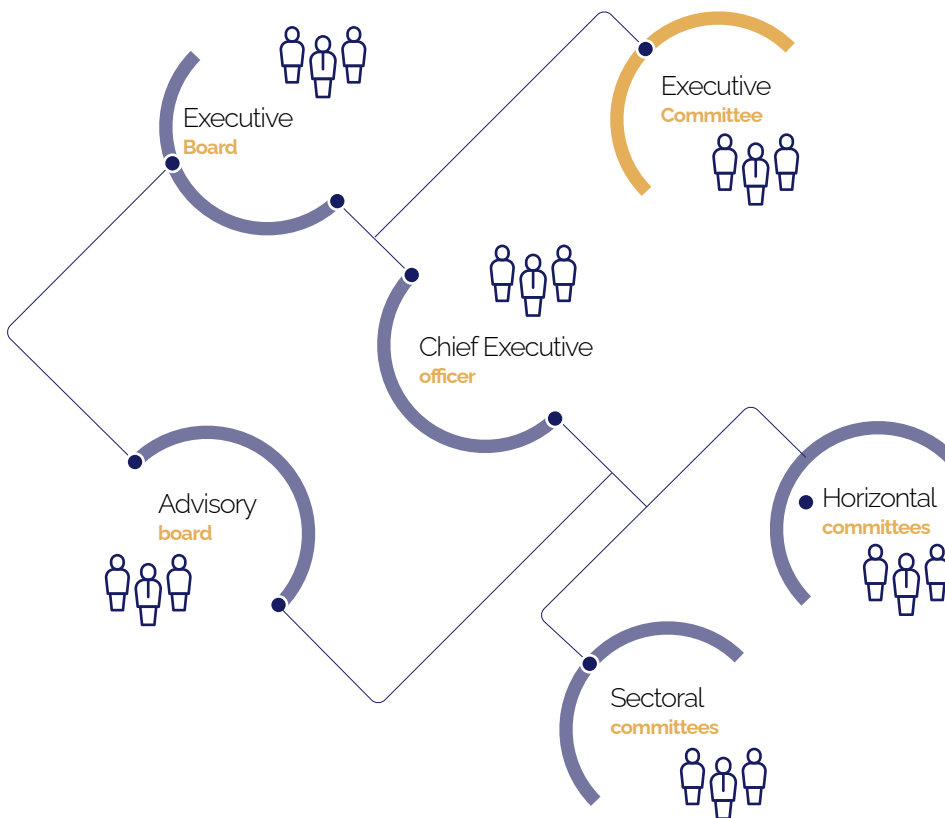 Executive
Board
Executive
Committee
Chief Executive
officer
Advisory
board
Horizontal
committees
Sectoral
committees